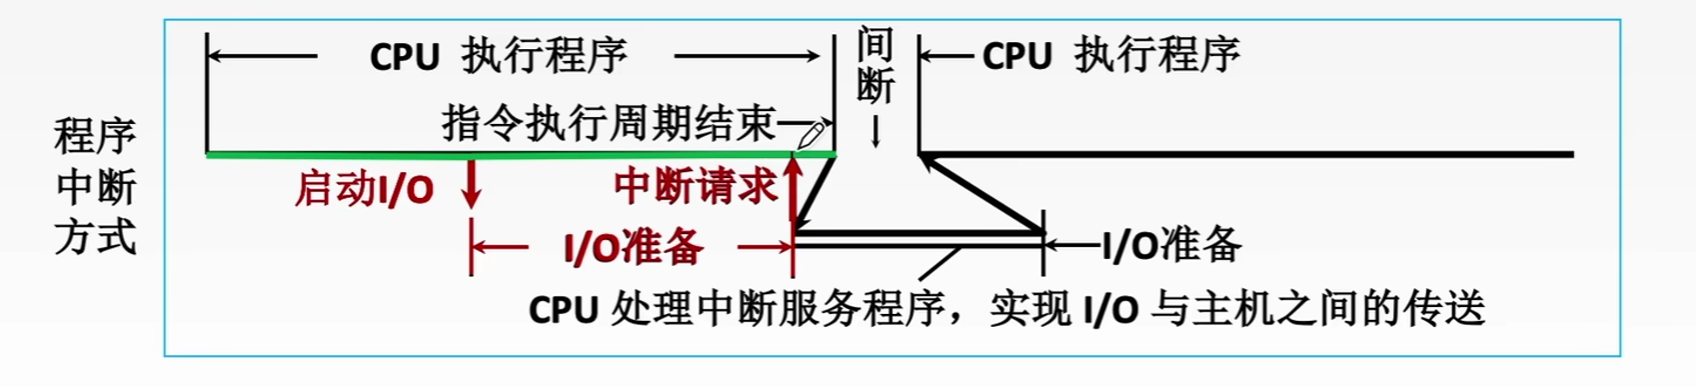 程序
中断
方式
CPU 执行程序
间
断
CPU 执行程序
指令执行周期结束
启动I/O
中断请求
I/O准备
I/O准备
CPU 处理中断服务程序，实现 I/O 与主机之间的传送